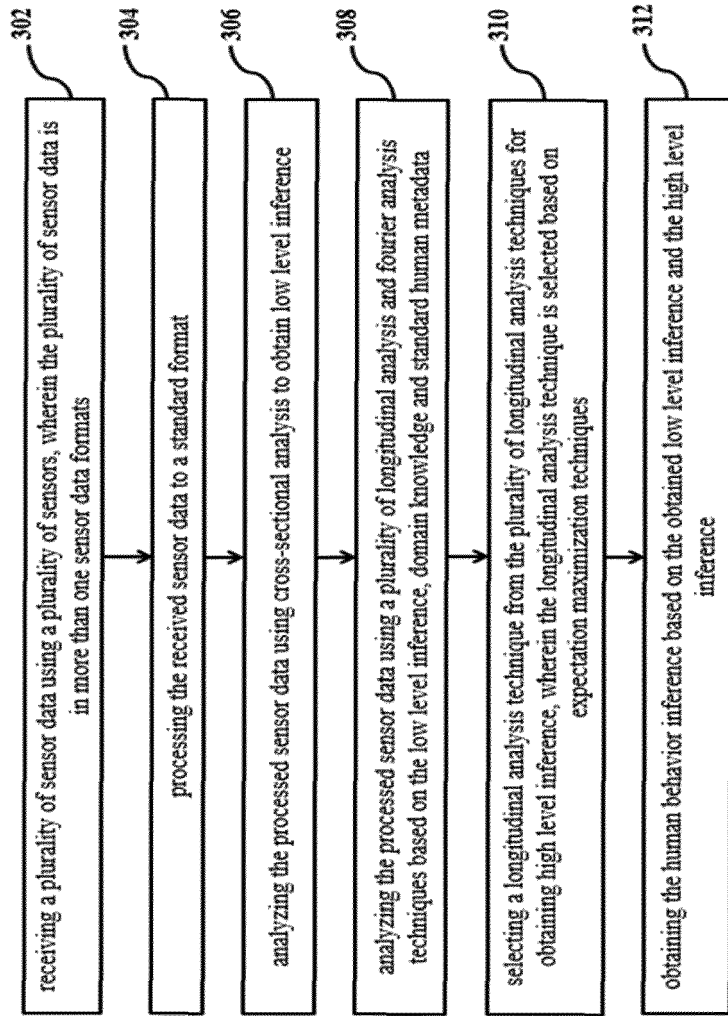 302
receiving a plurality of sensor data using a plurality of sensors, wherein the plurality of sensor data is
in more than one sensor data formats
304
processing the received sensor data to a standard format
306
analyzing the processed sensor data using cross-sectional analysis to obtain low level inference
308
analyzing the processed sensor data using a plurality of longitudinal analysis and fourier analysis
techniques based on the low level inference, domain knowledge and standard human metadata
310
selecting a longitudinal analysis technique from the plurality of longitudinal analysis techniques for
obtaining high level inference, wherein the longitudinal analysis technique is selected based on
expectation maximization techniques
312
obtaining the human behavior inference based on the obtained low level inference and the high level
inference